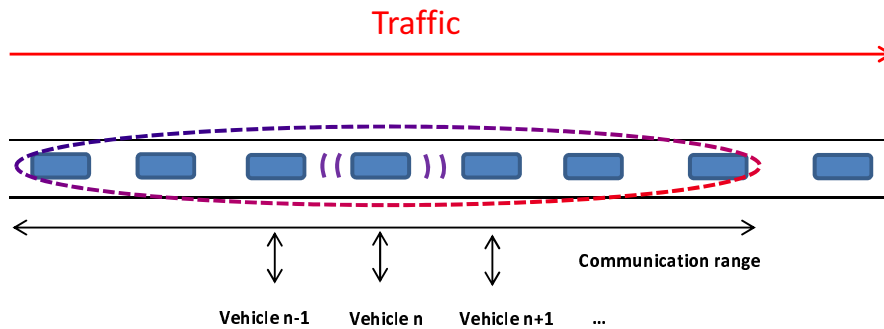 Traffic
Communication range
Vehicle n-1 Vehicle n Vehicle n+1 ...